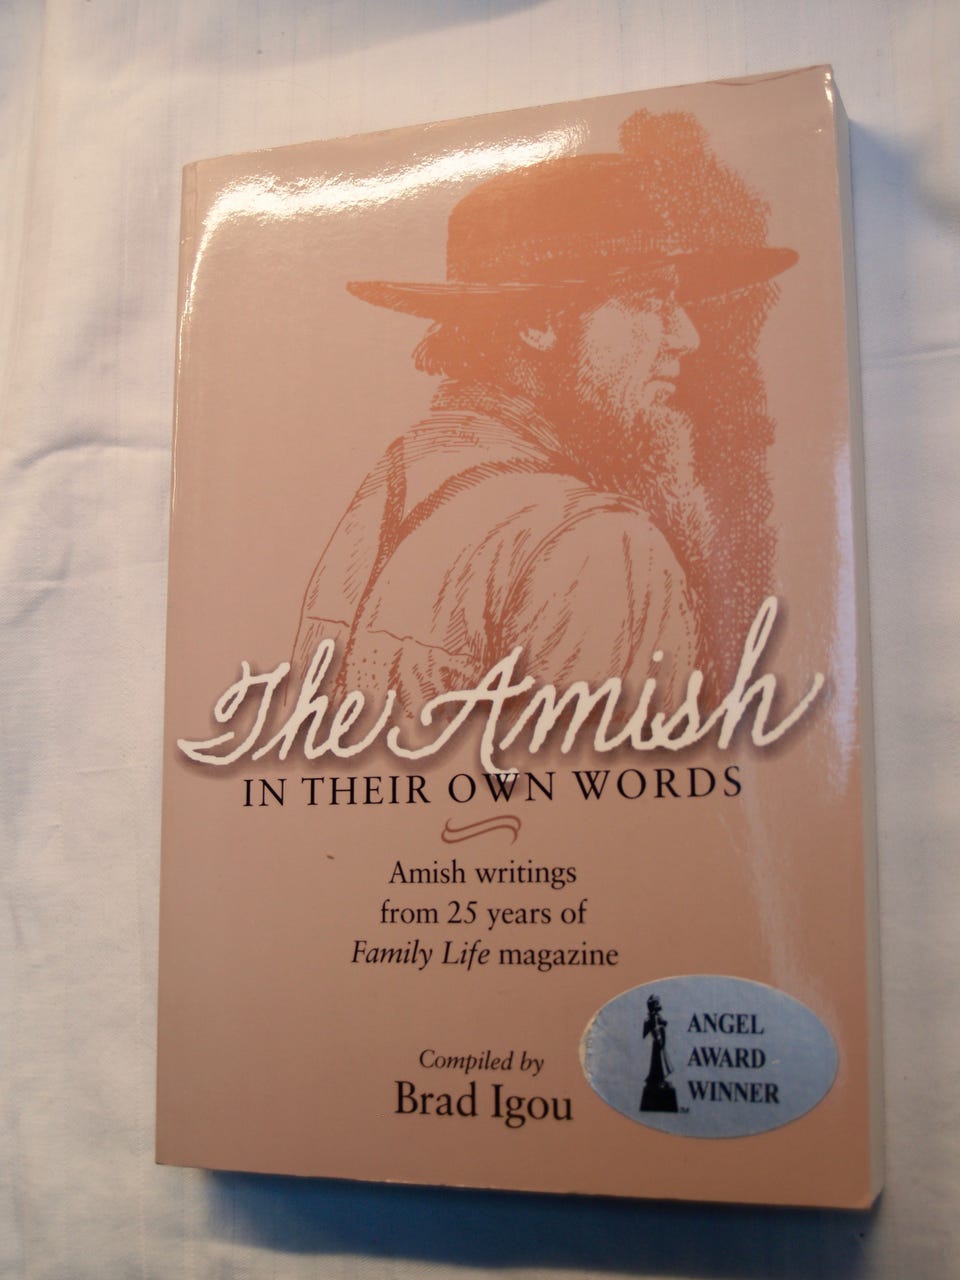 The Amish
IN THEIR OWN WORDS
Amish writings
from 25 years of
Family Life magazine
Compiled by
Brad Igou
ANGEL
AWARD
WINNER